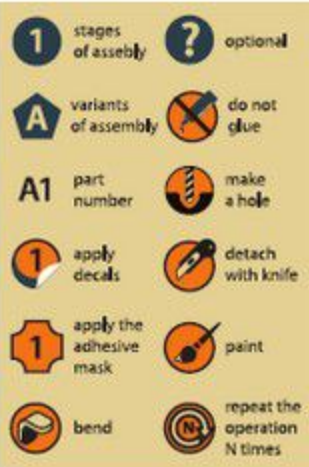 1 stages
of assebly
? optional
A variants
of assembly
do not
glue
A1 part
number
make
a hole
1 apply
decals
detach
with knife
1 apply the
adhesive
mask
paint
bend
N repeat the
operation
N times